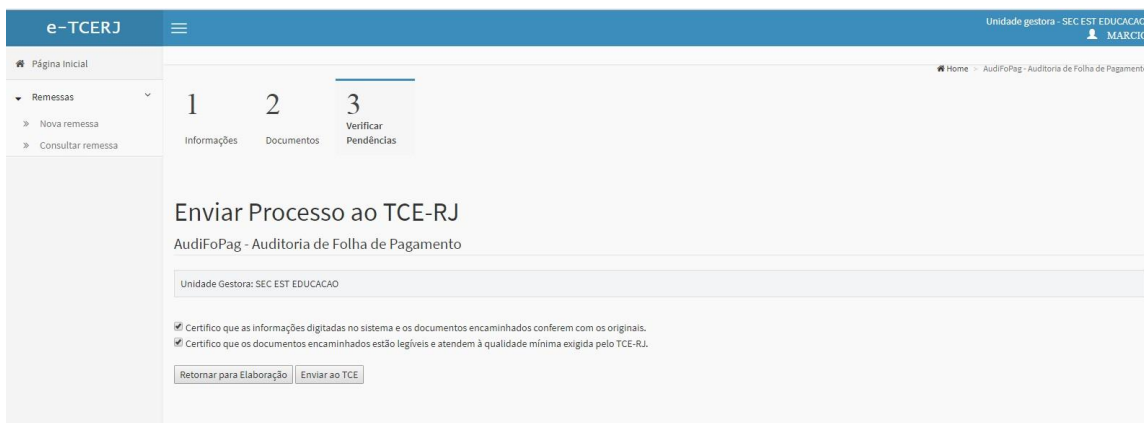 e-TCERJ
Unidade gestora - SEC EST EDUCACAO
MARCIO
Página Inicial
Home > AudiFoPag - Auditoria de Folha de Pagamento
Remessas
Nova remessa
Consultar remessa
1
Informações
2
Documentos
3
Verificar
Pendências
Enviar Processo ao TCE-RJ
AudiFoPag - Auditoria de Folha de Pagamento
Unidade Gestora: SEC EST EDUCACAO
Certifico que as informações digitadas no sistema e os documentos encaminhados conferem com os originais.
Certifico que os documentos encaminhados estão legíveis e atendem à qualidade mínima exigida pelo TCE-RJ.
Retornar para Elaboração
Enviar ao TCE